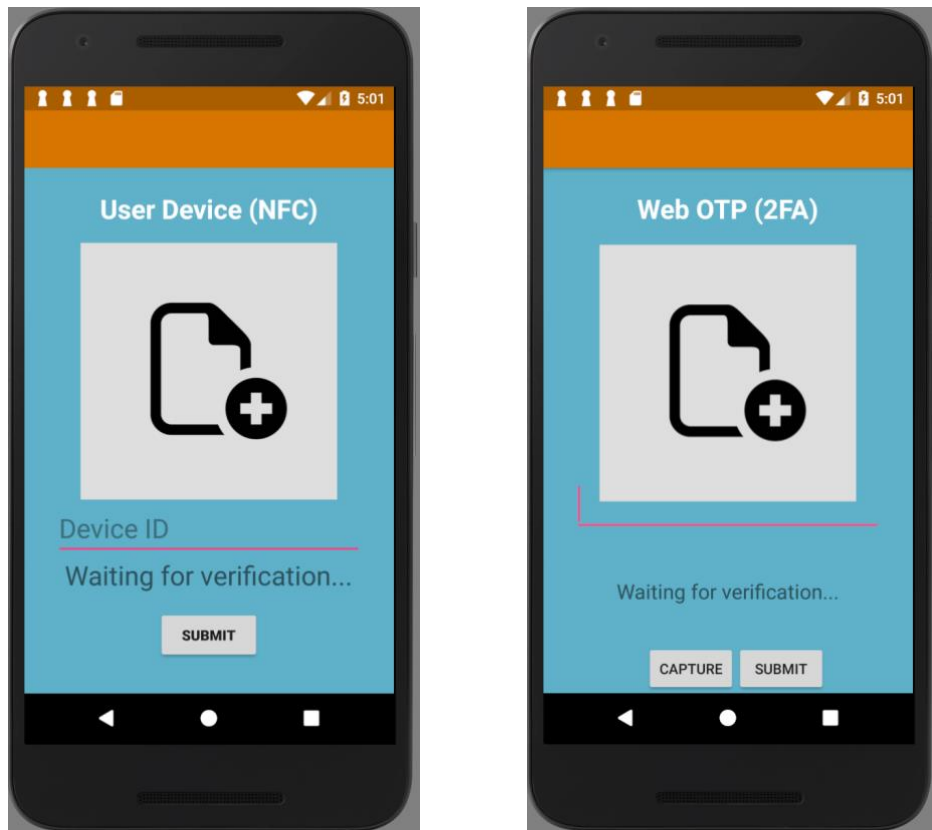 5:01
User Device (NFC)
Device ID
Waiting for verification...
SUBMIT
5:01
Web OTP (2FA)
Waiting for verification...
CAPTURE SUBMIT